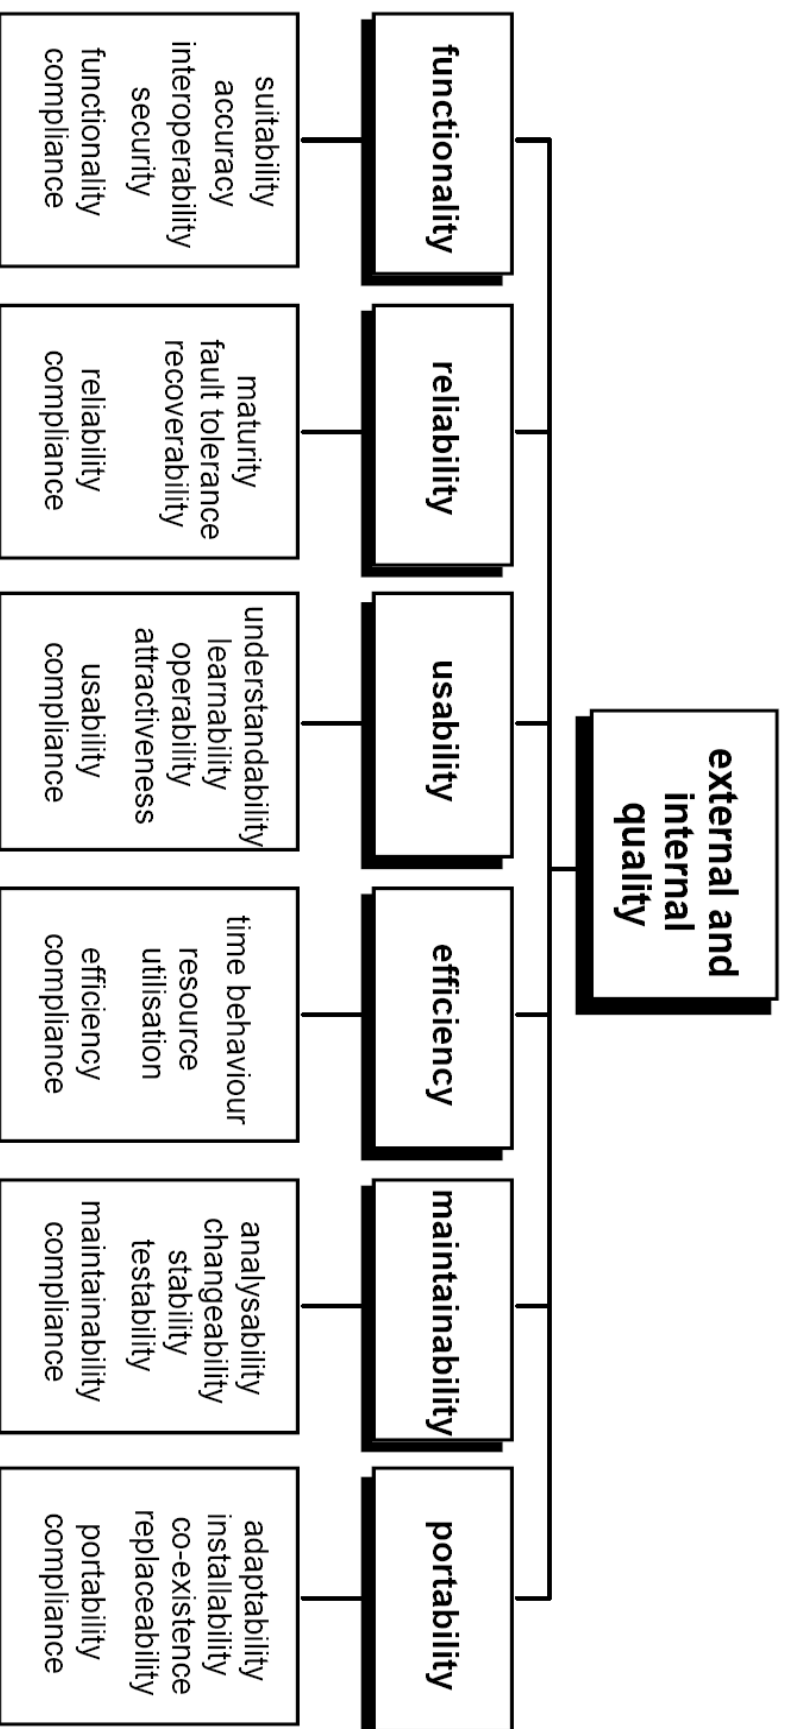 external and
internal
quality
functionality
reliability
usability
efficiency
maintainability
portability
suitability
accuracy
interoperability
security
functionality
compliance
maturity
fault tolerance
recoverability
reliability
compliance
understandability
learnability
operability
attractiveness
usability
compliance
time behaviour
resource
utilisation
efficiency
compliance
analysability
changeability
stability
testability
maintainability
compliance
adaptability
installability
co-existence
replaceability
portability
compliance